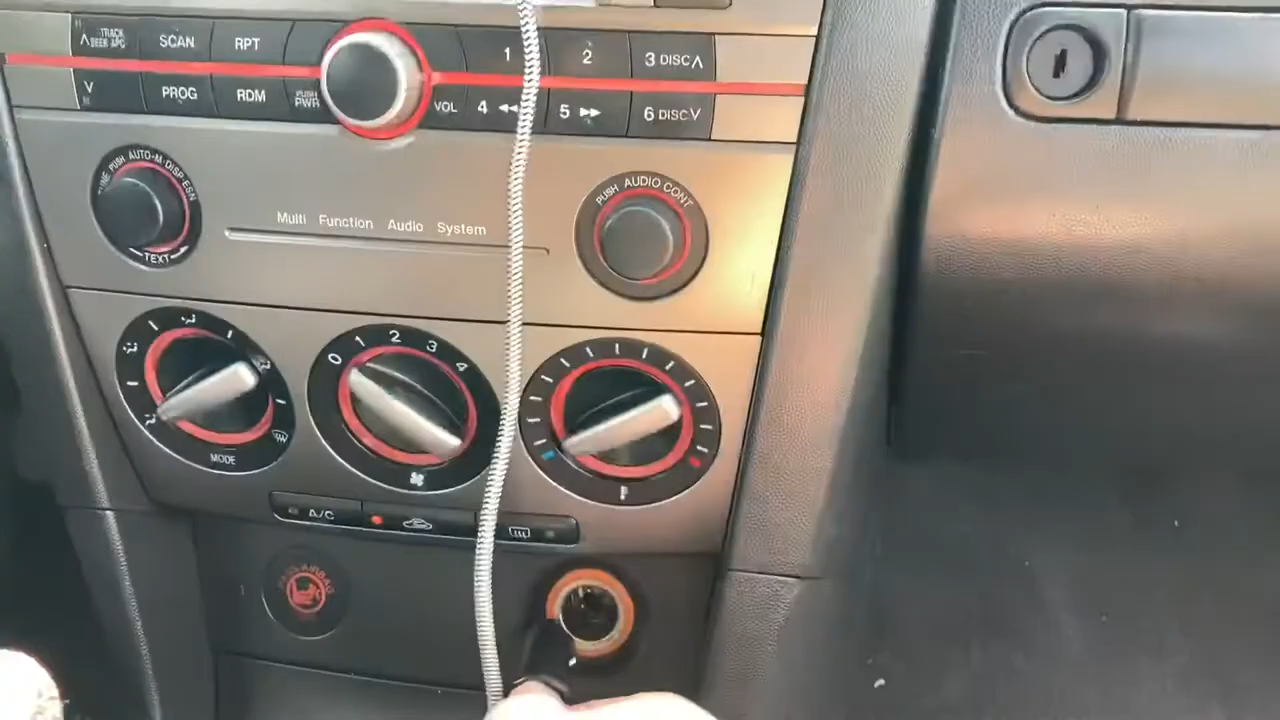 TRACK
SEEK APC
SCAN
RPT
1
2
3 DISC
PROG
RDM
PUSH
PWR
VOL
4
5
6 DISC
PUSH AUTO-M DISP ESN
TEXT
Multi Function Audio System
PUSH AUDIO CONT
0 1 2 3 4
MODE
A/C